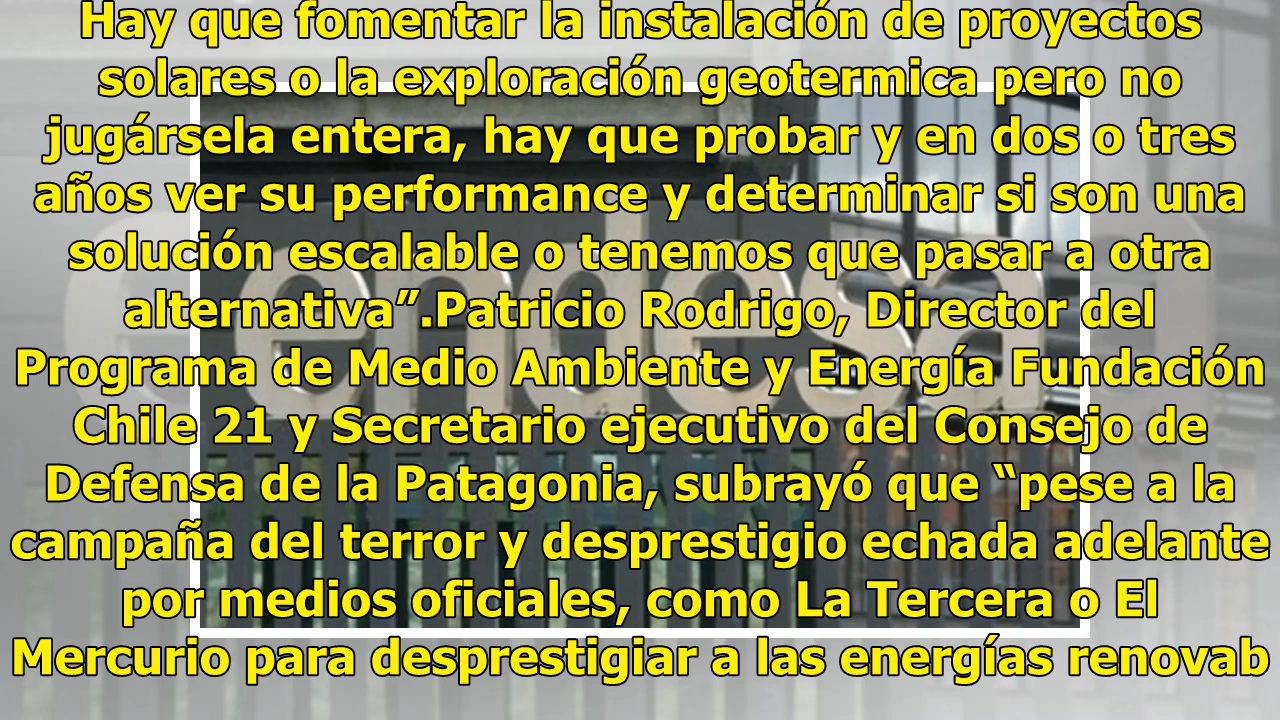 Hay que fomentar la instalación de proyectos
solares o la exploración geotermica pero no
jugársela entera, hay que probar y en dos o tres
años ver su performance y determinar si son una
solución escalable o tenemos que pasar a otra
alternativa”.Patricio Rodrigo, Director del
Programa de Medio Ambiente y Energía Fundación
Chile 21 y Secretario ejecutivo del Consejo de
Defensa de la Patagonia, subrayó que “pese a la
campaña del terror y desprestigio echada adelante
por medios oficiales, como La Tercera o El
Mercurio para desprestigiar a las energías renovab
endesa